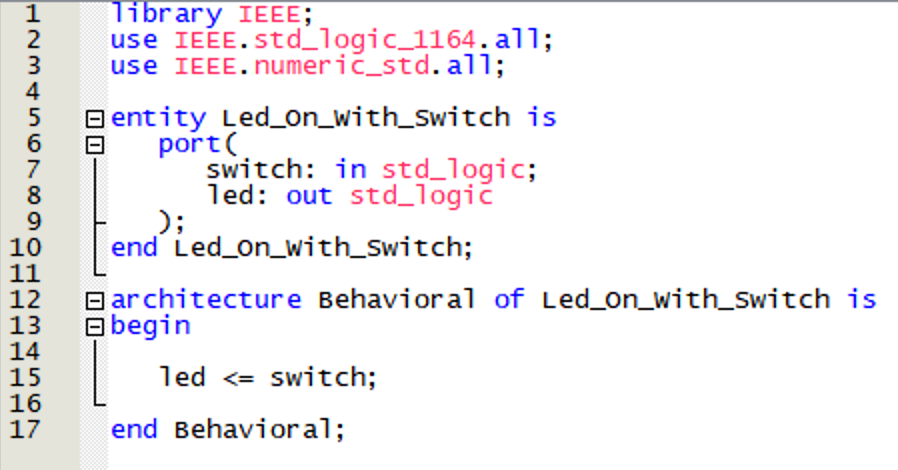 1 library IEEE;
2 use IEEE.std_logic_1164.all;
3 use IEEE.numeric_std.all;
4
5 entity Led_On_With_Switch is
6 port(
7 switch: in std_logic;
8 led: out std_logic
9 );
10 end Led_On_With_Switch;
11
12 architecture Behavioral of Led_On_With_Switch is
13 begin
14
15 led <= switch;
16
17 end Behavioral;